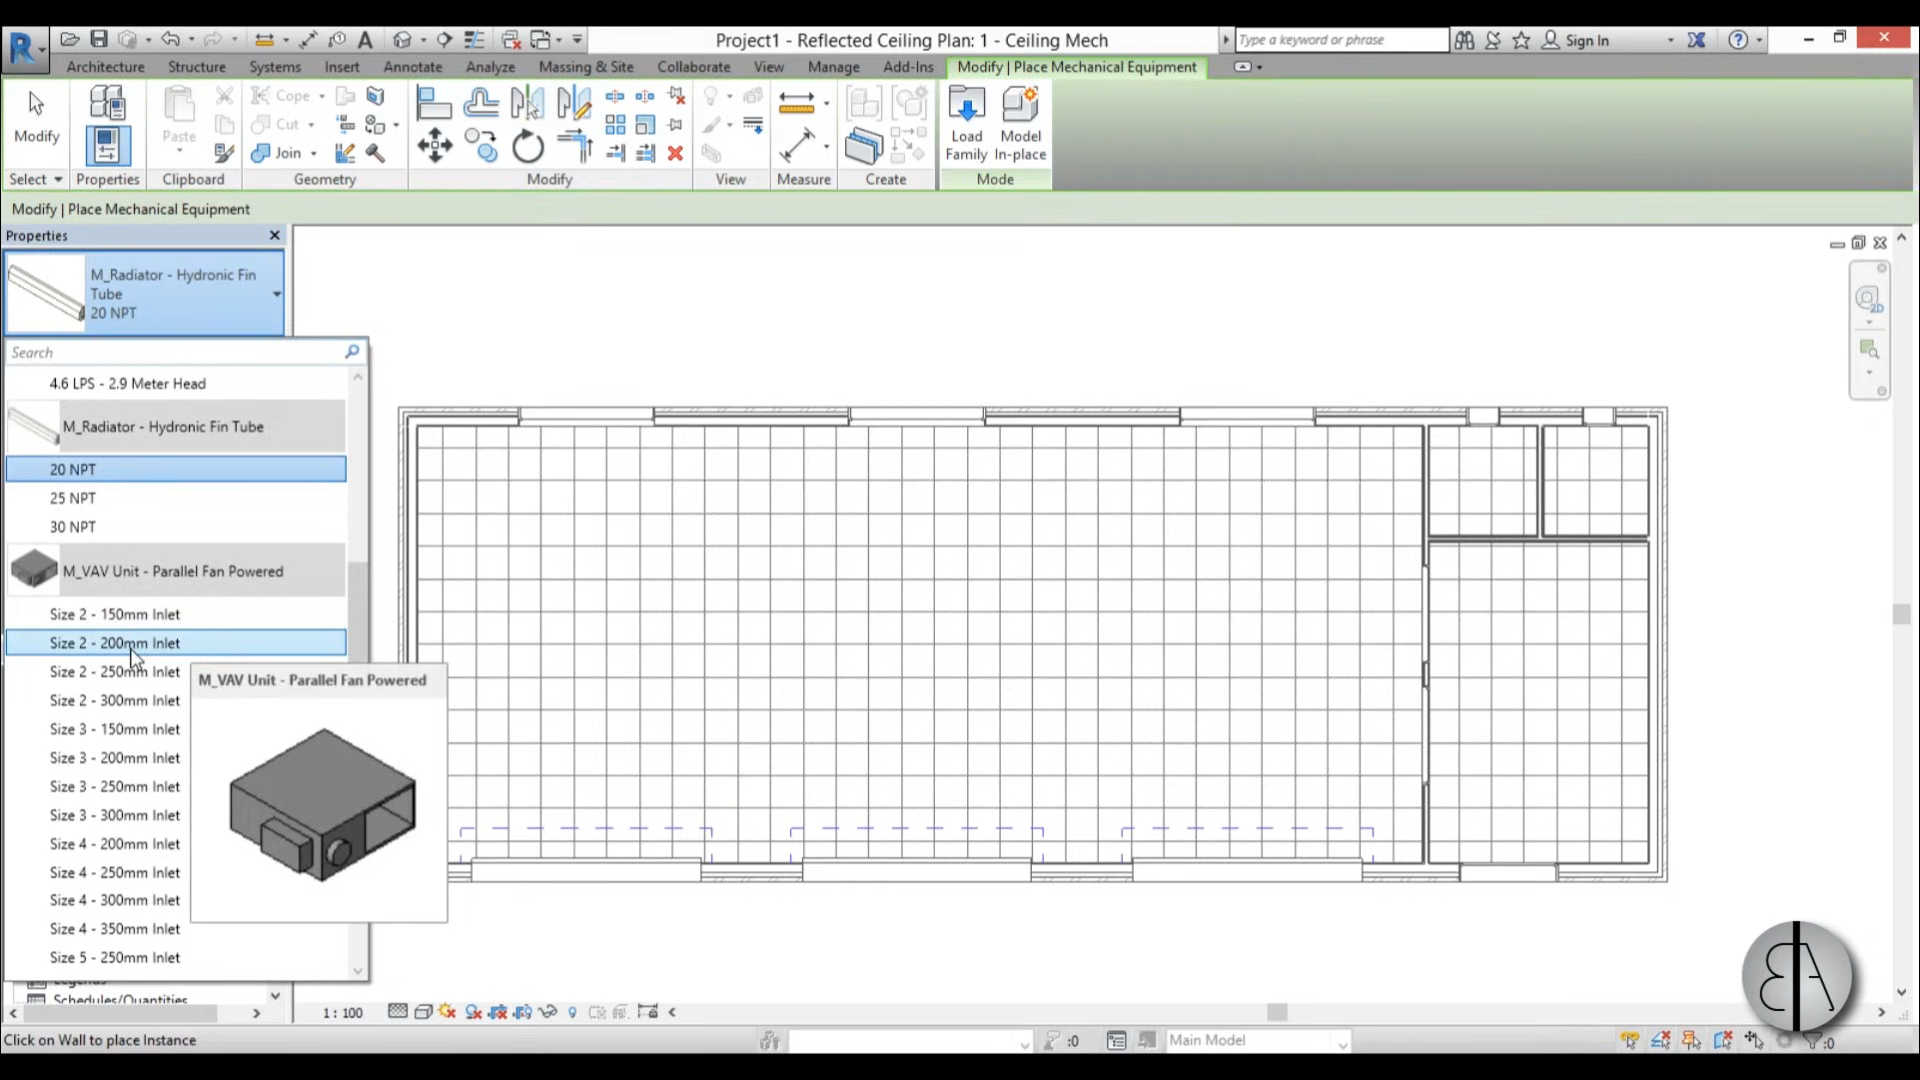 Project1 - Reflected Ceiling Plan: 1 - Ceiling Mech
Type a keyword or phrase
Sign In
Architecture
Structure
Systems
Insert
Annotate
Analyze
Massing & Site
Collaborate
View
Manage
Add-Ins
Modify | Place Mechanical Equipment
Modify
Paste
Cope
Cut
Join
Load
Family
Model
In-place
Select
Properties
Clipboard
Geometry
Modify
View
Measure
Create
Mode
Modify | Place Mechanical Equipment
Properties
M_Radiator - Hydronic Fin
Tube
20 NPT
Search
4.6 LPS - 2.9 Meter Head
M_Radiator - Hydronic Fin Tube
20 NPT
25 NPT
30 NPT
M_VAV Unit - Parallel Fan Powered
Size 2 - 150mm Inlet
Size 2 - 200mm Inlet
Size 2 - 250mm Inlet
M_VAV Unit - Parallel Fan Powered
Size 2 - 300mm Inlet
Size 3 - 150mm Inlet
Size 3 - 200mm Inlet
Size 3 - 250mm Inlet
Size 3 - 300mm Inlet
Size 4 - 200mm Inlet
Size 4 - 250mm Inlet
Size 4 - 300mm Inlet
Size 4 - 350mm Inlet
Size 5 - 250mm Inlet
Legends
Schedules/Quantities
1 : 100
Click on Wall to place Instance
:0
Main Model
:0
2D